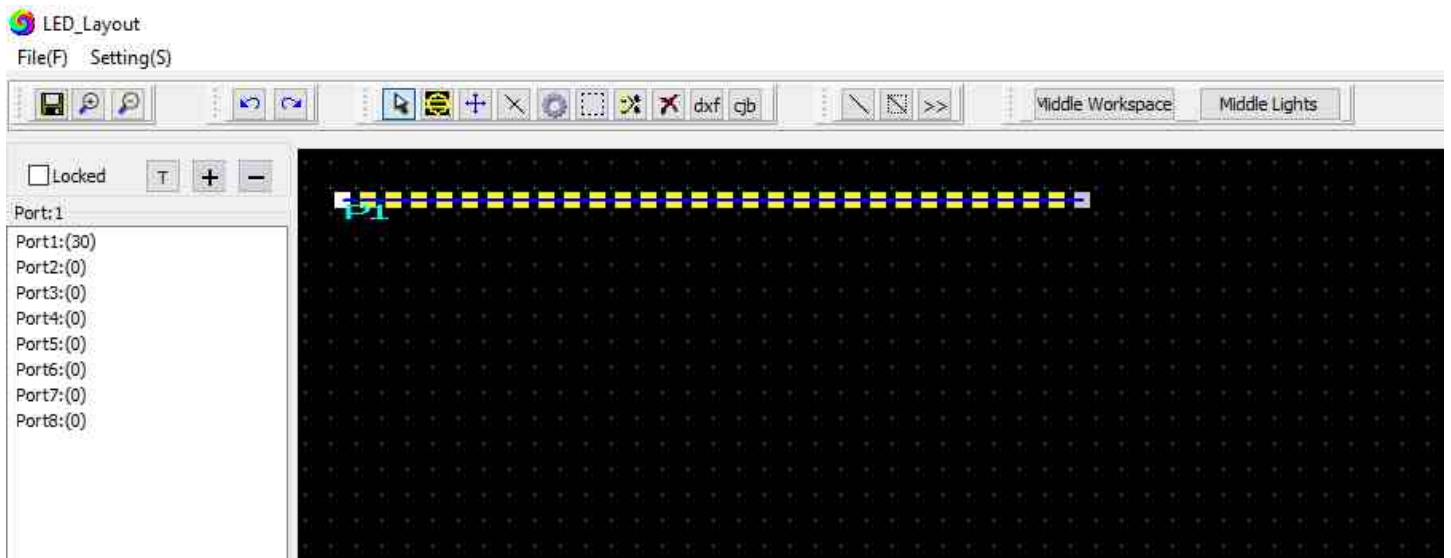 LED_Layout
File(F) Setting(S)
dxf cjb >> Middle Workspace Middle Lights
Locked T + −
Port:1
P1
Port1:(30)
Port2:(0)
Port3:(0)
Port4:(0)
Port5:(0)
Port6:(0)
Port7:(0)
Port8:(0)